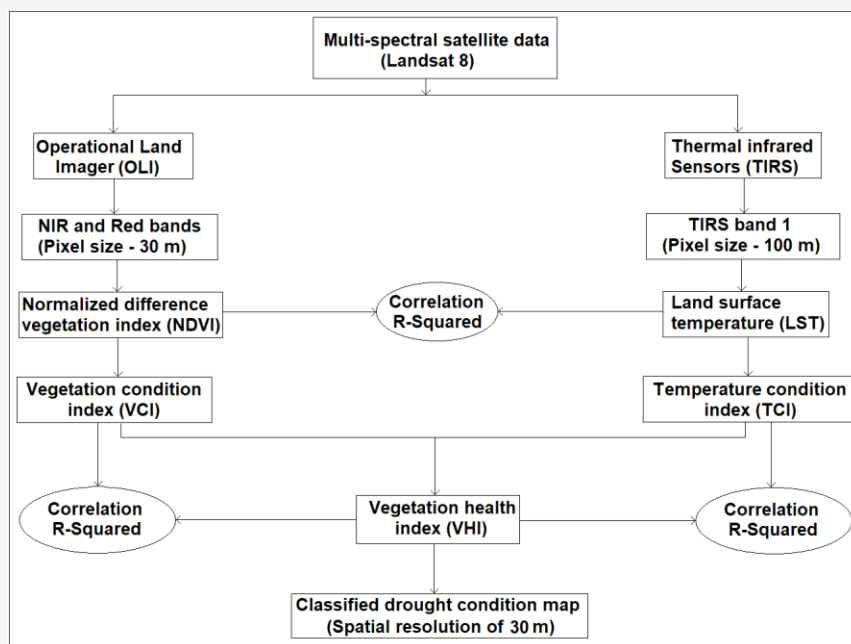 Multi-spectral satellite data
(Landsat 8)
Operational Land
Imager (OLI)
Thermal infrared
Sensors (TIRS)
NIR and Red bands
(Pixel size - 30 m)
TIRS band 1
(Pixel size - 100 m)
Normalized difference
vegetation index (NDVI)
Correlation
R-Squared
Land surface
temperature (LST)
Vegetation condition
index (VCI)
Temperature condition
index (TCI)
Correlation
R-Squared
Vegetation health
index (VHI)
Correlation
R-Squared
Classified drought condition map
(Spatial resolution of 30 m)